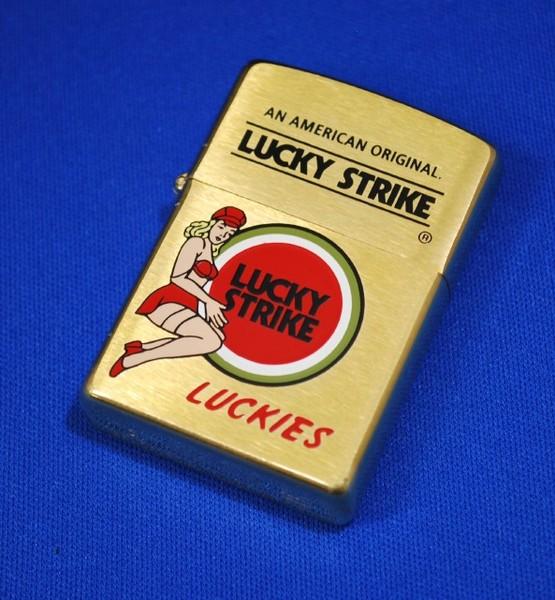 AN AMERICAN ORIGINAL.
LUCKY STRIKE
®
LUCKY
STRIKE
LUCKIES